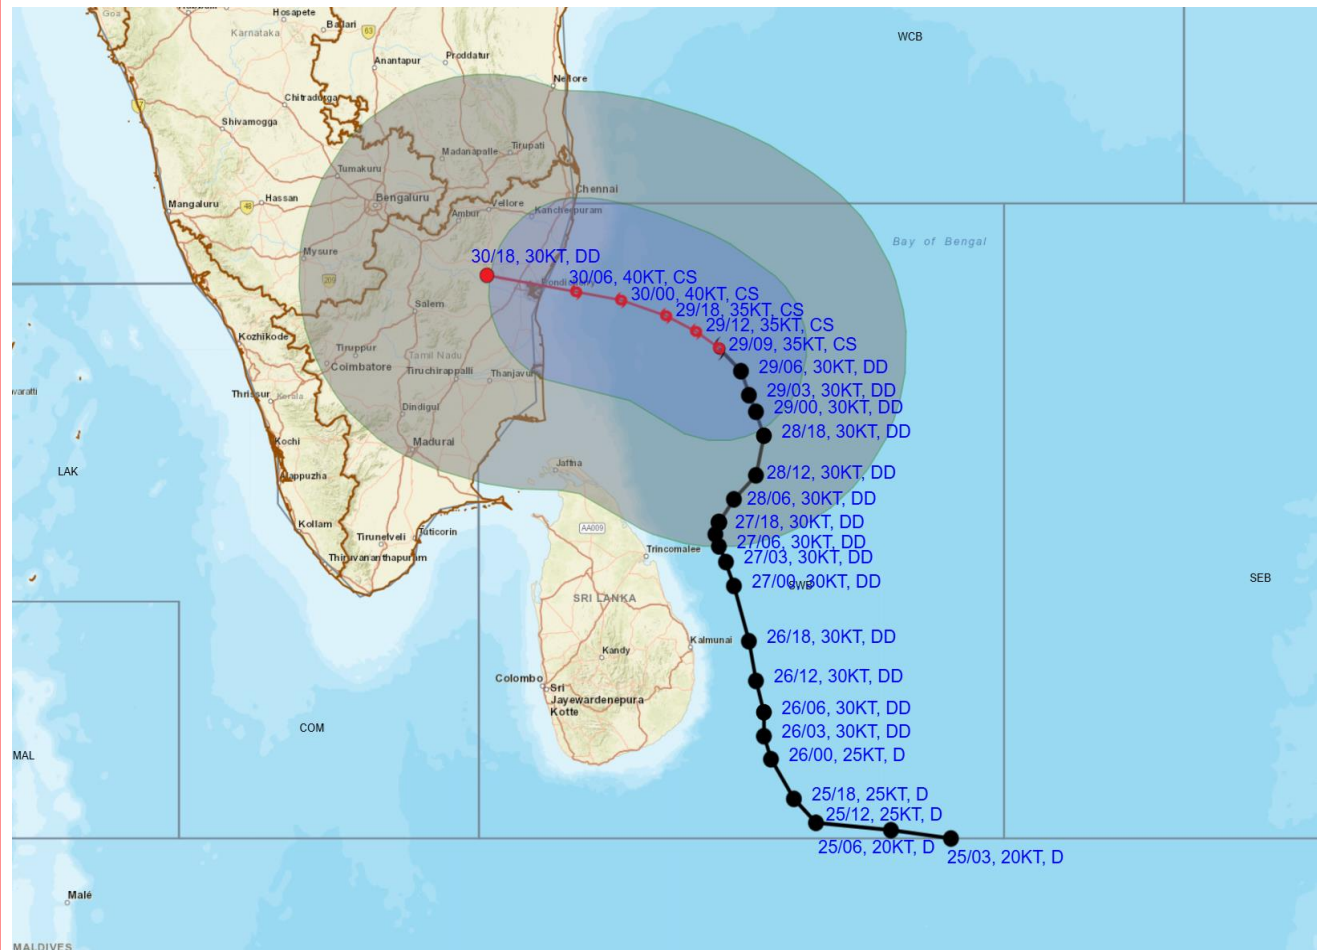 Goa
Hosapete
Ballari
63
Karnataka
Anantapur
Proddatur
WCB
Nellore
Chitradurga
Shivamogga
Madanapalle
Tirupati
Tumakuru
Chennai
Mangaluru
48
Hassan
Bengaluru
Vellore
Ambur
Kancheepuram
Bay of Bengal
Mysure
209
30/18, 30KT, DD
30/06, 40KT, CS
30/00, 40KT, CS
Salem
29/18, 35KT, CS
29/12, 35KT, CS
Kozhikode
29/09, 35KT, CS
Tiruppur
Tamil Nadu
Coimbatore
Tiruchirappalli
Thanjavur
29/06, 30KT, DD
29/03, 30KT, DD
Thrissur
Kerala
Dindigul
29/00, 30KT, DD
28/18, 30KT, DD
Kochi
Madurai
Jaffna
LAK
Alappuzha
28/12, 30KT, DD
28/06, 30KT, DD
Kollam
AA009
27/18, 30KT, DD
Tuticorin
Tirunelveli
27/06, 30KT, DD
Thiruvananthapuram
Trincomalee
27/03, 30KT, DD
27/00, 30KT, DD
SWB
SEB
SRI LANKA
26/18, 30KT, DD
Kalmunai
Kandy
26/12, 30KT, DD
Colombo
Sri
Jayewardenepura
Kotte
26/06, 30KT, DD
COM
26/03, 30KT, DD
MAL
26/00, 25KT, D
25/18, 25KT, D
25/12, 25KT, D
25/06, 20KT, D
25/03, 20KT, D
Malé
MALDIVES